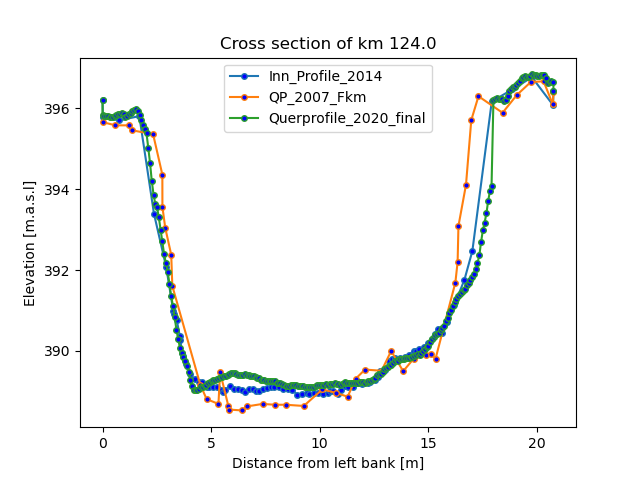 Cross section of km 124.0
Inn_Profile_2014
QP_2007_Fkm
Querprofile_2020_final
Elevation [m.a.s.l]
396
394
392
390
0 5 10 15 20
Distance from left bank [m]